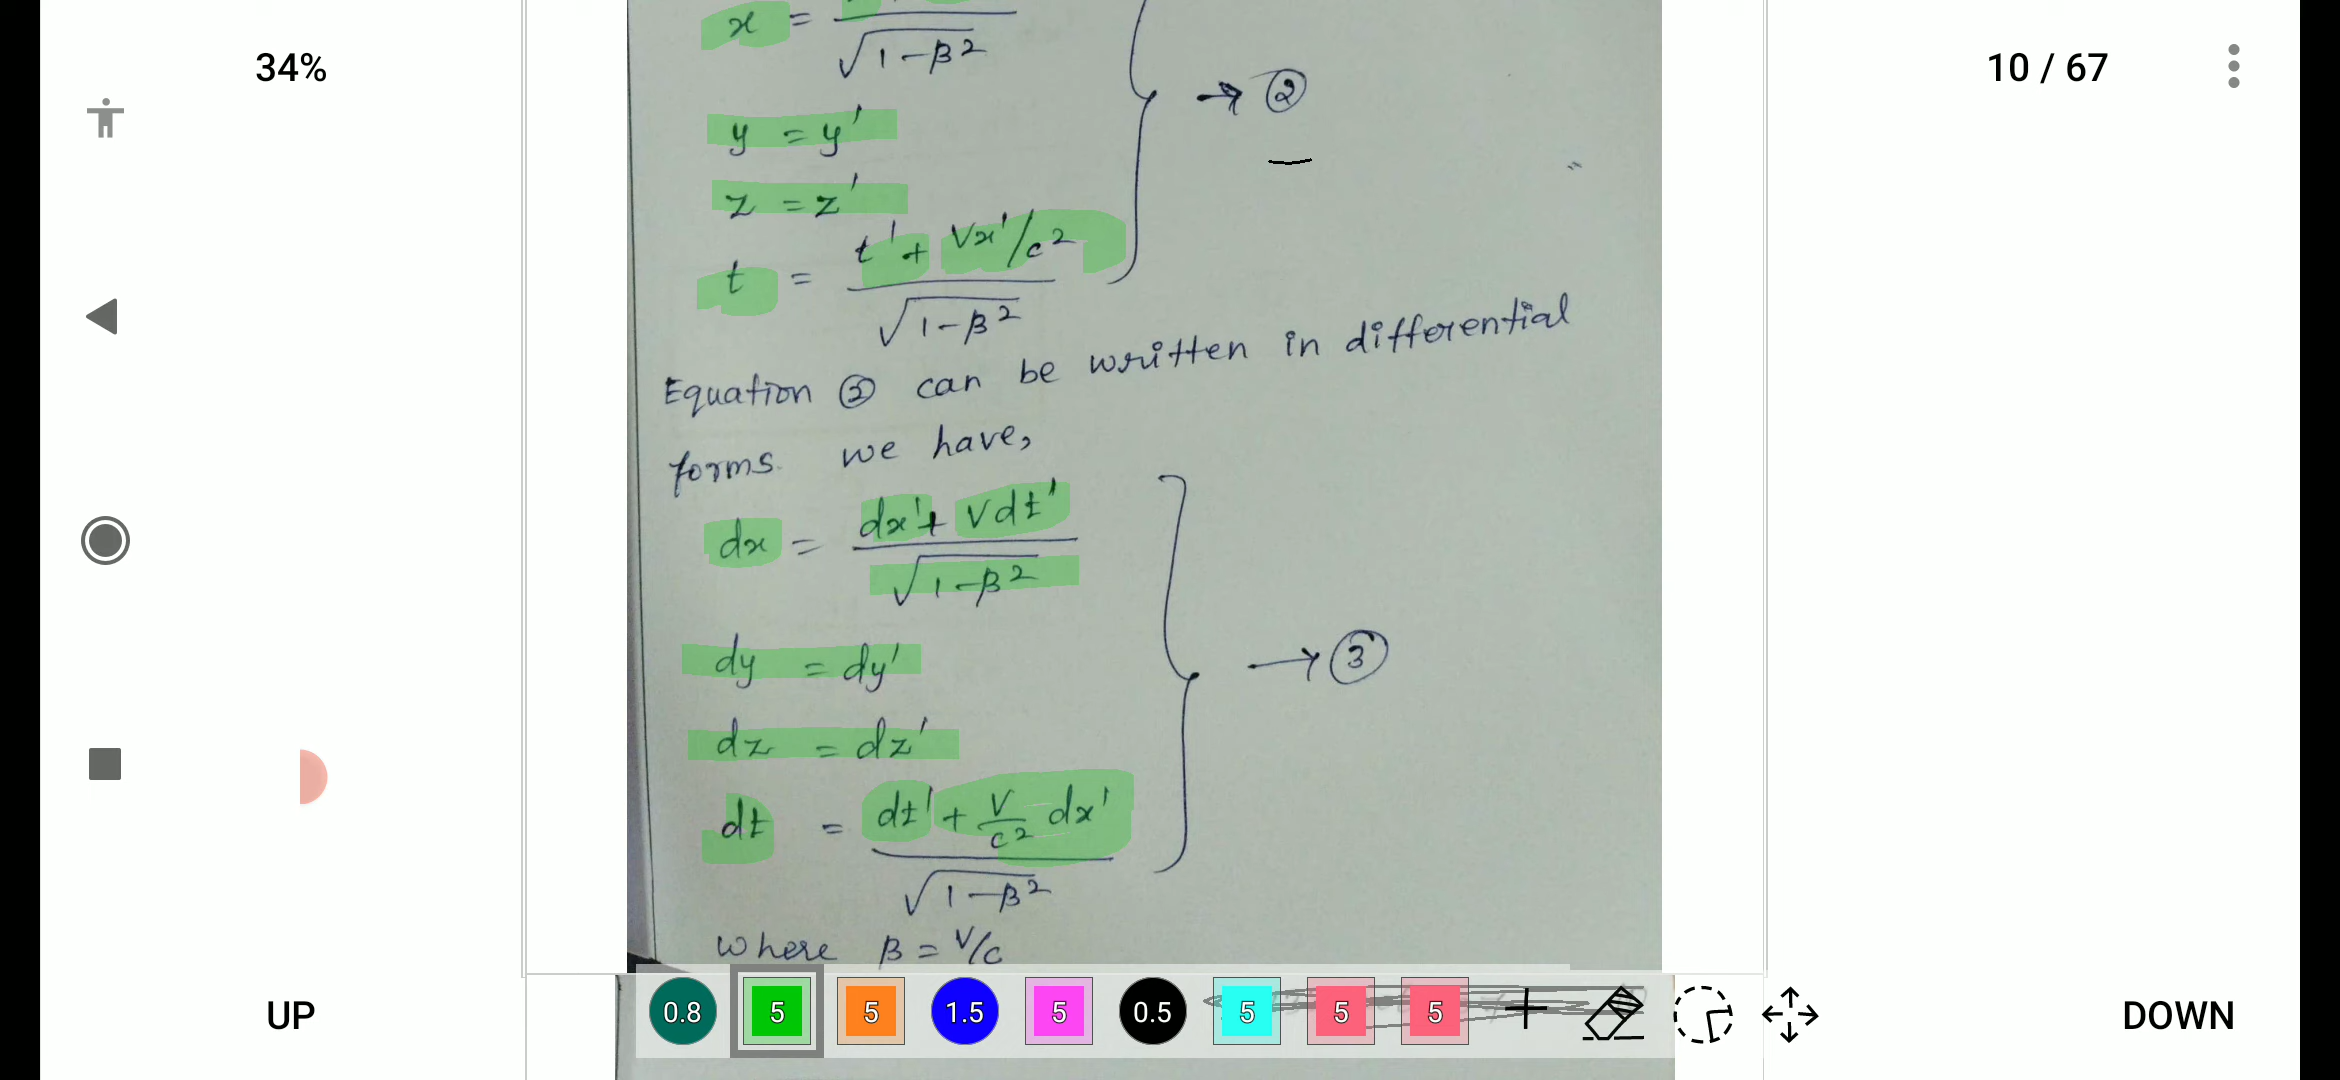 34%
10 / 67
x = / √1-β²
→ ②
y = y'
z = z'
t = t' + Vx'/c² / √1-β²
Equation ② can be written in differential
forms. we have,
dx = dx' + Vdt' / √1-β²
dy = dy'
→ ③
dz = dz'
dt = dt' + V/c² dx' / √1-β²
where β = V/c
UP
0.8 5 5 1.5 5 0.5 5 5 5
DOWN